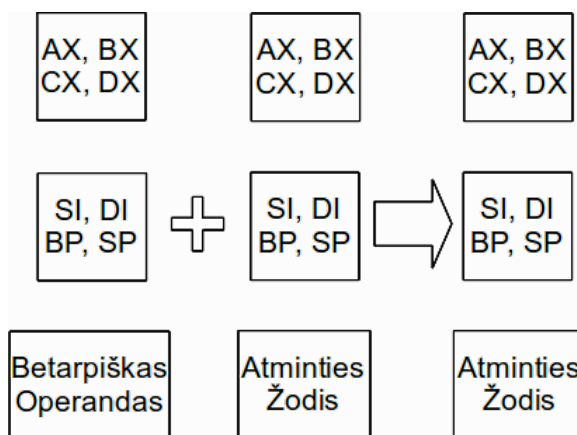 AX, BX
CX, DX
AX, BX
CX, DX
AX, BX
CX, DX
SI, DI
BP, SP
SI, DI
BP, SP
SI, DI
BP, SP
Betarpiškas
Operandas
Atminties
Žodis
Atminties
Žodis